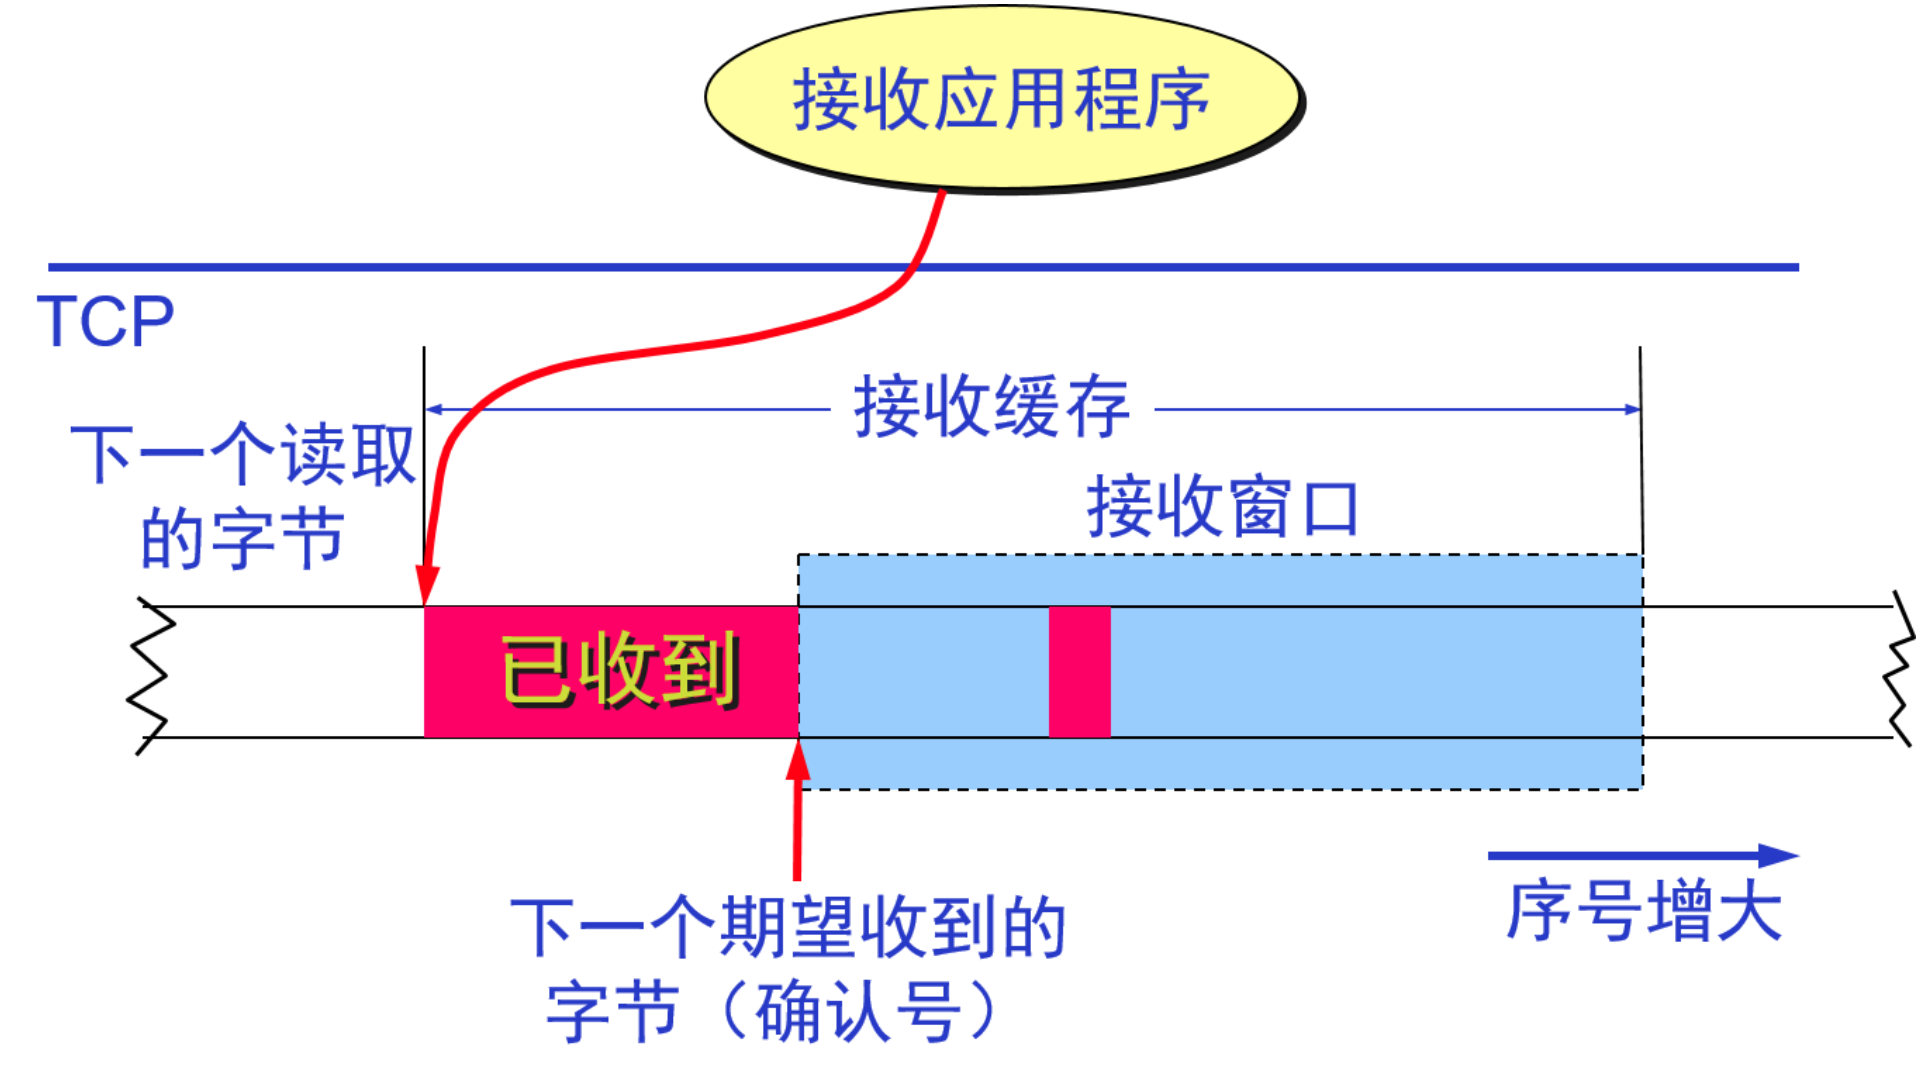 接收应用程序
TCP
接收缓存
下一个读取
的字节
接收窗口
已收到
序号增大
下一个期望收到的
字节（确认号）